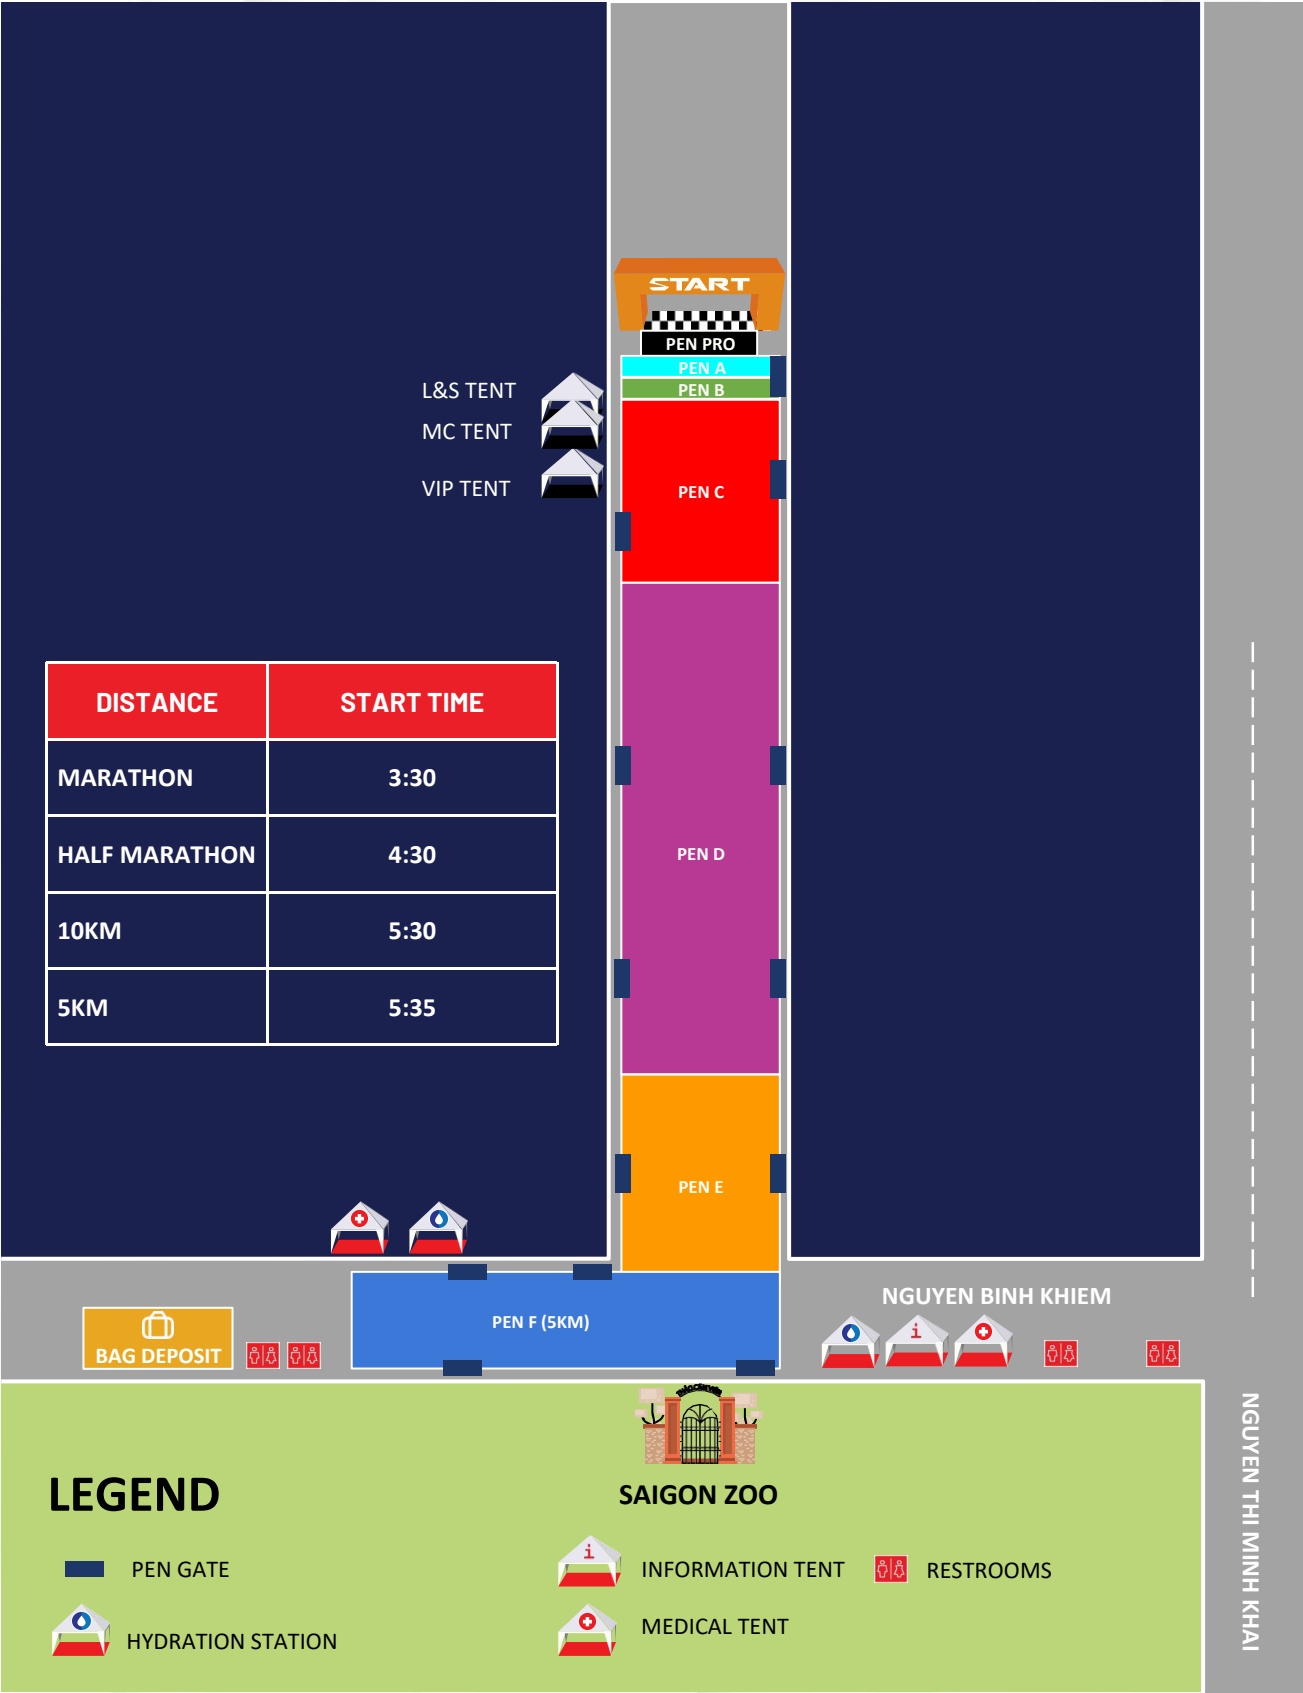 START
PEN PRO
PEN A
PEN B
L&S TENT
MC TENT
VIP TENT
PEN C
DISTANCE START TIME
MARATHON 3:30
HALF MARATHON 4:30
10KM 5:30
5KM 5:35
PEN D
PEN E
NGUYEN BINH KHIEM
PEN F (5KM)
BAG DEPOSIT
NGUYEN THI MINH KHAI
SAIGON ZOO
LEGEND
PEN GATE
INFORMATION TENT
RESTROOMS
HYDRATION STATION
MEDICAL TENT